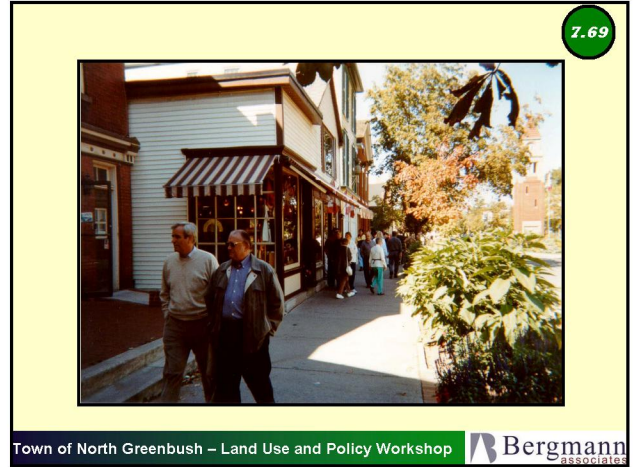 7.69
Town of North Greenbush – Land Use and Policy Workshop
Bergmann
associates